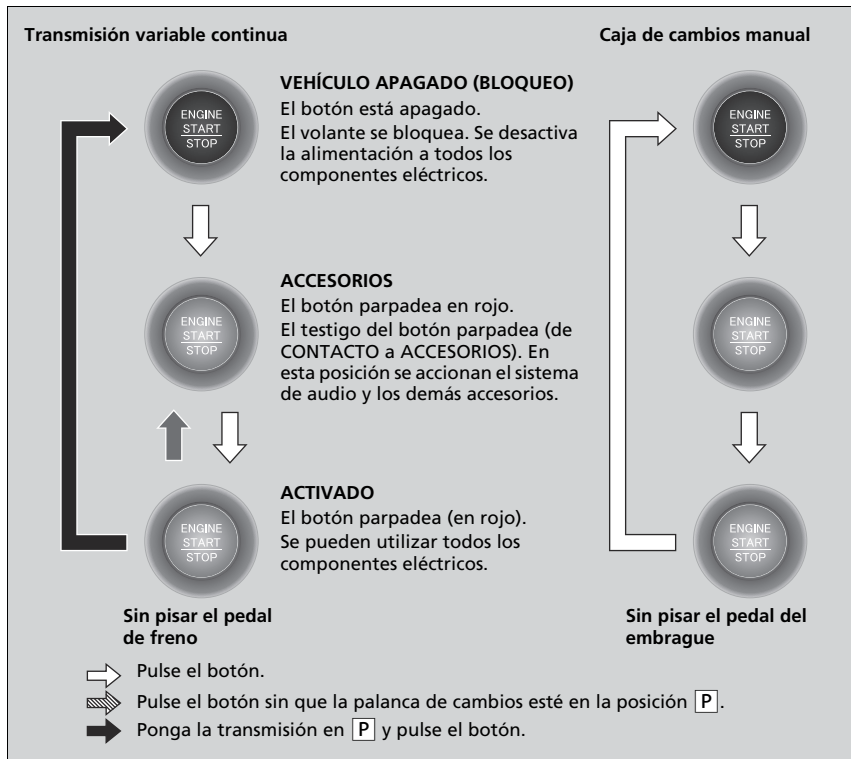 Transmisión variable continua
Caja de cambios manual
ENGINE
START
STOP
VEHÍCULO APAGADO (BLOQUEO)
El botón está apagado.
El volante se bloquea. Se desactiva
la alimentación a todos los
componentes eléctricos.
ENGINE
START
STOP
ENGINE
START
STOP
ACCESORIOS
El botón parpadea en rojo.
El testigo del botón parpadea (de
CONTACTO a ACCESORIOS). En
esta posición se accionan el sistema
de audio y los demás accesorios.
ENGINE
START
STOP
ENGINE
START
STOP
ACTIVADO
El botón parpadea (en rojo).
Se pueden utilizar todos los
componentes eléctricos.
ENGINE
START
STOP
Sin pisar el pedal
de freno
Sin pisar el pedal del
embrague
Pulse el botón.
Pulse el botón sin que la palanca de cambios esté en la posición P.
Ponga la transmisión en P y pulse el botón.